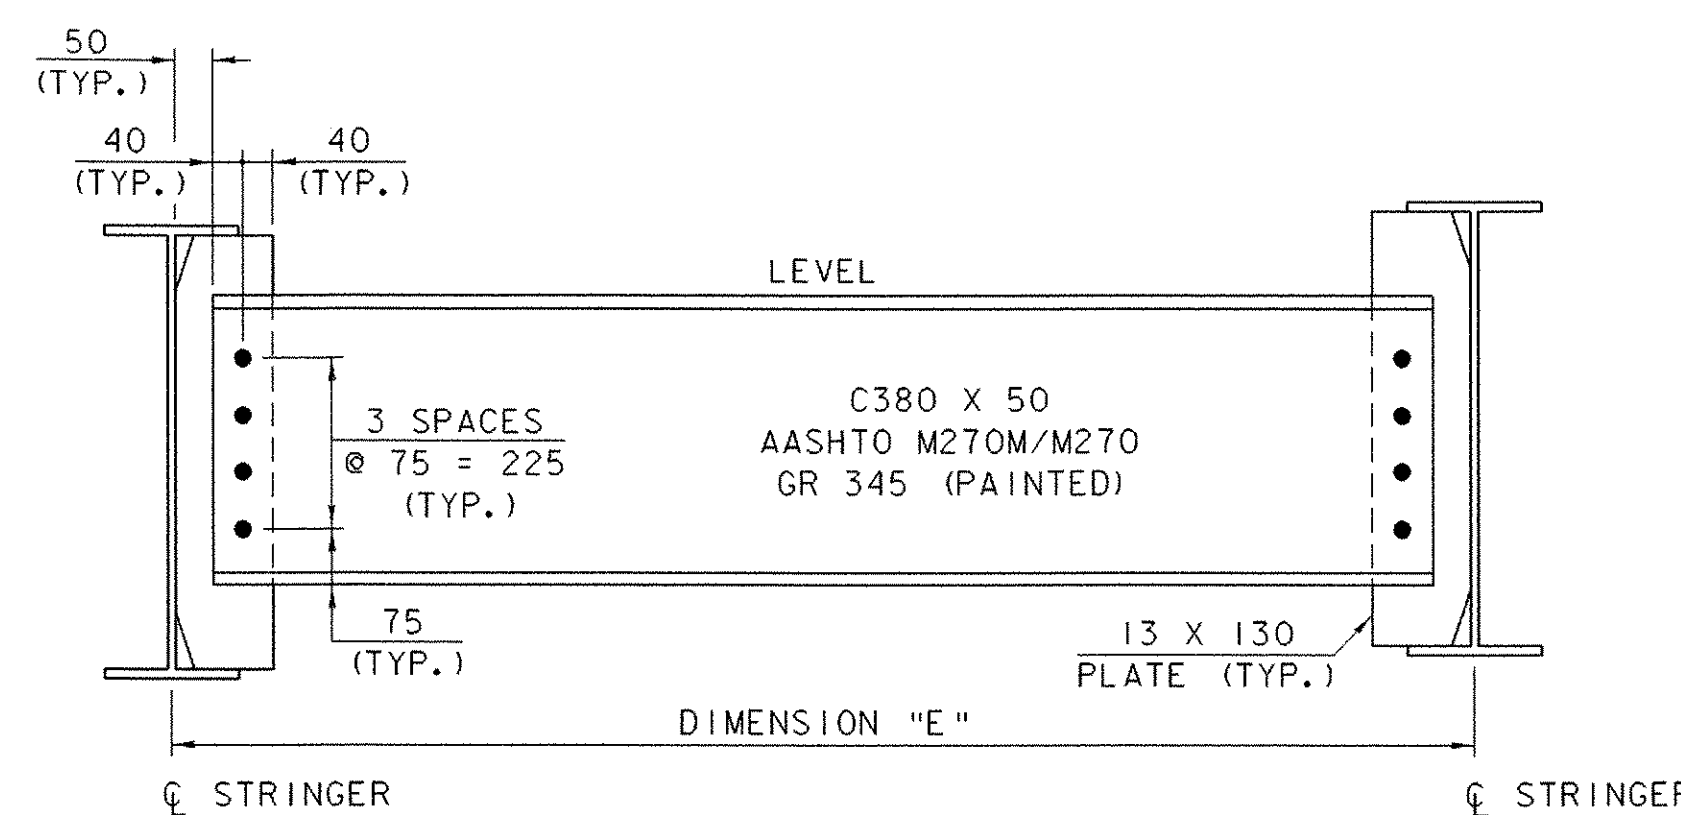 50
(TYP.)
40
(TYP.)
40
(TYP.)
LEVEL
3 SPACES
@ 75 = 225
(TYP.)
C380 X 50
AASHTO M270M/M270
GR 345 (PAINTED)
75
(TYP.)
13 X 130
PLATE (TYP.)
DIMENSION "E"
℄ STRINGER
℄ STRINGER